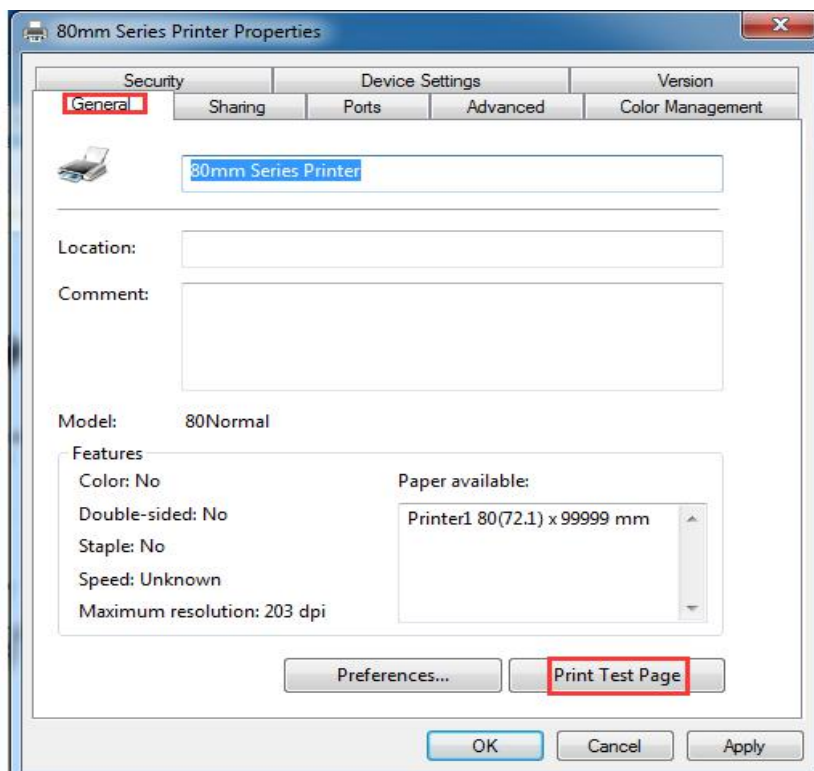 80mm Series Printer Properties
Security Device Settings Version
General Sharing Ports Advanced Color Management
80mm Series Printer
Location:
Comment:
Model: 80Normal
Features
Color: No Paper available:
Double-sided: No Printer1 80(72.1) x 99999 mm
Staple: No
Speed: Unknown
Maximum resolution: 203 dpi
Preferences... Print Test Page
OK Cancel Apply